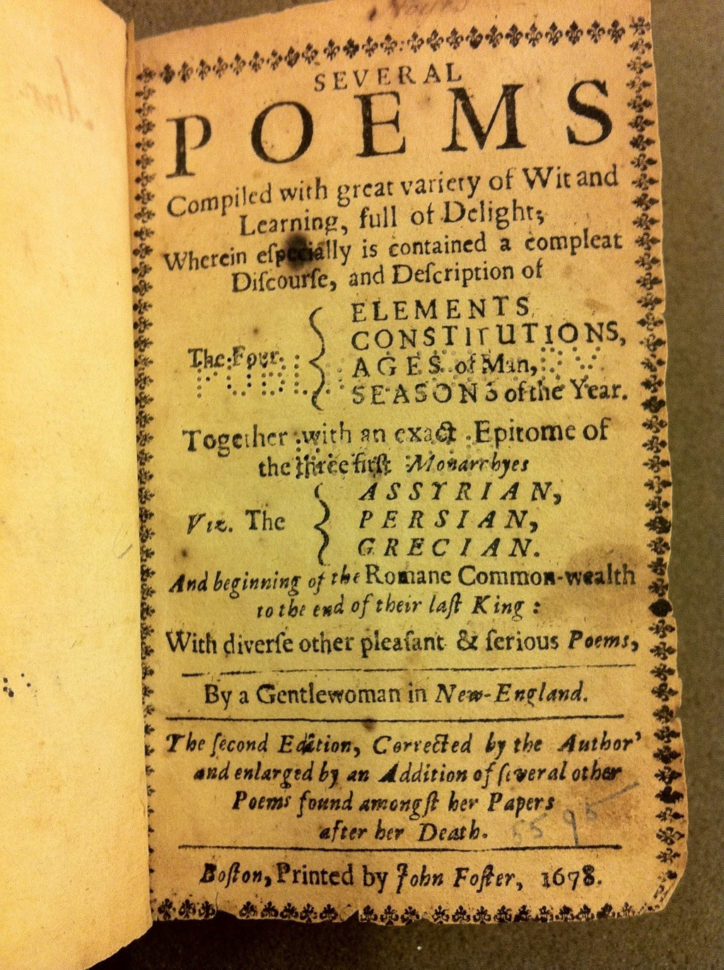 SEVERAL
POEMS
Compiled with great variety of Wit and
Learning, full of Delight;
Wherein eſpecially is contained a compleat
Diſcourſe, and Deſcription of
The Four
ELEMENTS
CONSTITUTIONS,
AGES of Man,
SEASONS of the Year.
Together with an exact Epitome of
the three firſt Monarchyes
Viz. The
ASSYRIAN,
PERSIAN,
GRECIAN.
And beginning of the Romane Common-wealth
to the end of their laſt King:
With diverſe other pleaſant & ſerious Poems,
By a Gentlewoman in New-England.
The ſecond Edition, Corrected by the Author
and enlarged by an Addition of ſeveral other
Poems found amongſt her Papers
after her Death.
Boſton, Printed by John Foſter, 1678.